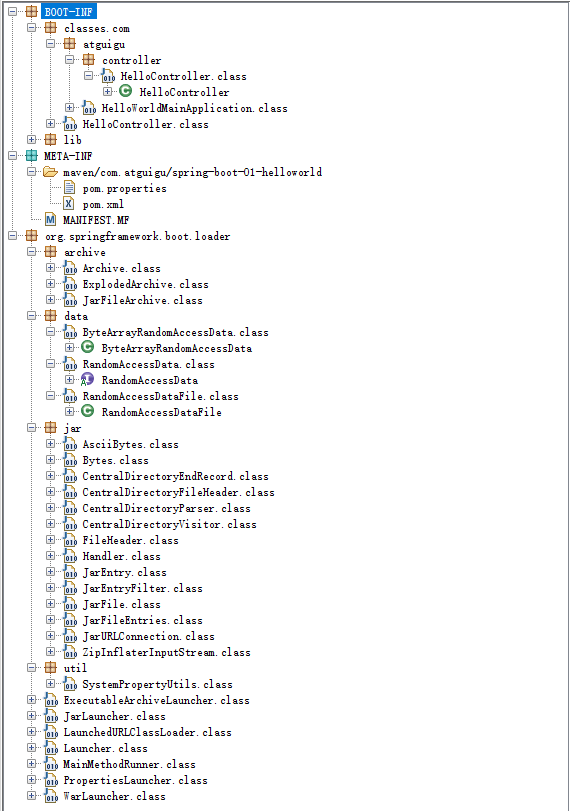 BOOT-INF
classes.com
atguigu
controller
HelloController.class
HelloController
HelloWorldMainApplication.class
HelloController.class
lib
META-INF
maven/com.atguigu/spring-boot-01-helloworld
pom.properties
pom.xml
MANIFEST.MF
org.springframework.boot.loader
archive
Archive.class
ExplodedArchive.class
JarFileArchive.class
data
ByteArrayRandomAccessData.class
ByteArrayRandomAccessData
RandomAccessData.class
RandomAccessData
RandomAccessDataFile.class
RandomAccessDataFile
jar
AsciiBytes.class
Bytes.class
CentralDirectoryEndRecord.class
CentralDirectoryFileHeader.class
CentralDirectoryParser.class
CentralDirectoryVisitor.class
FileHeader.class
Handler.class
JarEntry.class
JarEntryFilter.class
JarFile.class
JarFileEntries.class
JarURLConnection.class
ZipInflaterInputStream.class
util
SystemPropertyUtils.class
ExecutableArchiveLauncher.class
JarLauncher.class
LaunchedURLClassLoader.class
Launcher.class
MainMethodRunner.class
PropertiesLauncher.class
WarLauncher.class